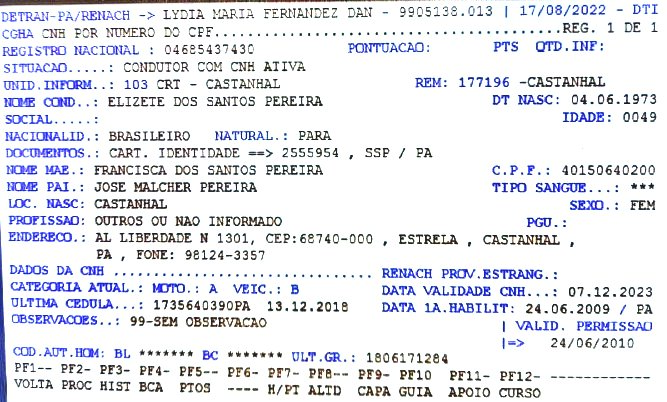 DETRAN-PA/RENACH -> LYDIA MARIA FERNANDEZ DAN - 9905138.013 | 17/08/2022 - DTI
CGHA CNH POR NUMERO DO CPF..............................................REG. 1 DE 1
REGISTRO NACIONAL : 04685437430 PONTUACAO: PTS QTD.INF:
SITUACAO.....: CONDUTOR COM CNH ATIVA
UNID.INFORM..: 103 CRT - CASTANHAL REM: 177196 -CASTANHAL
NOME COND..: ELIZETE DOS SANTOS PEREIRA DT NASC: 04.06.1973
SOCIAL.....: IDADE: 0049
NACIONALID.: BRASILEIRO NATURAL.: PARA
DOCUMENTOS.: CART. IDENTIDADE ==> 2555954 , SSP / PA
NOME MAE.: FRANCISCA DOS SANTOS PEREIRA C.P.F.: 40150640200
NOME PAI.: JOSE MALCHER PEREIRA TIPO SANGUE...: ***
LOC. NASC: CASTANHAL SEXO.: FEM
PROFISSAO: OUTROS OU NAO INFORMADO PGU.:
ENDERECO.: AL LIBERDADE N 1301, CEP:68740-000 , ESTRELA , CASTANHAL ,
PA , FONE: 98124-3357
DADOS DA CNH .............................. RENACH PROV.ESTRANG.:
CATEGORIA ATUAL.: MOTO.: A VEIC.: B DATA VALIDADE CNH...: 07.12.2023
ULTIMA CEDULA...: 1735640390PA 13.12.2018 DATA 1A.HABILIT: 24.06.2009 / PA
OBSERVACOES..: 99-SEM OBSERVACAO | VALID. PERMISSAO
|=> 24/06/2010
COD.AUT.HOM: BL ******* BC ******* ULT.GR.: 1806171284
PF1-- PF2- PF3- PF4- PF5-- PF6- PF7- PF8-- PF9- PF10 PF11- PF12- -------------
VOLTA PROC HIST BCA PTOS ---- H/PT ALTD CAPA GUIA APOIO CURSO